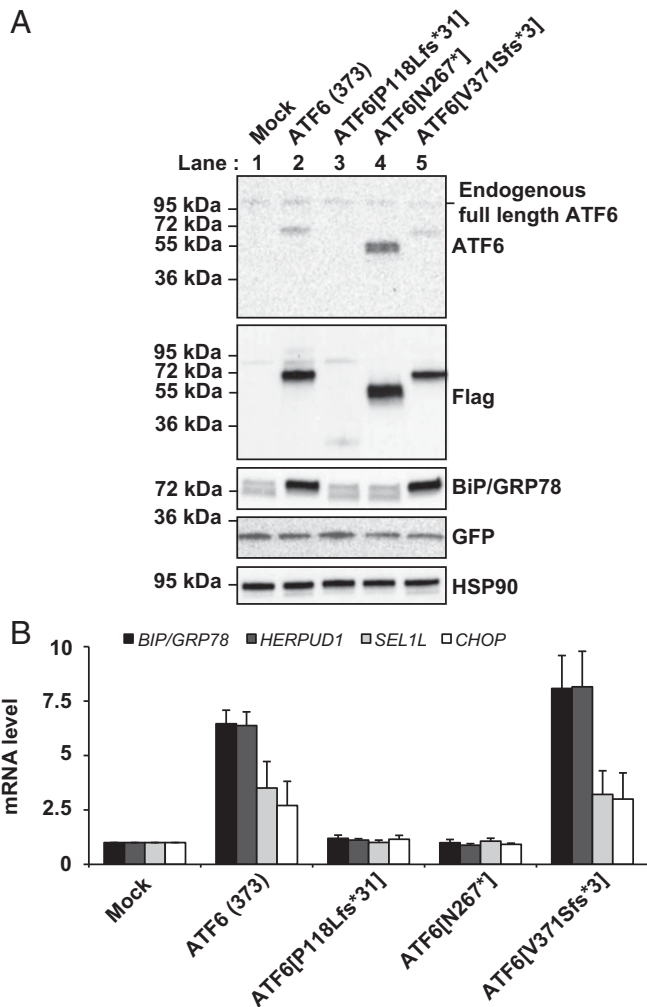 A
Mock
ATF6 (373)
ATF6[P118Lfs*31]
ATF6[N267*]
ATF6[V371Sfs*3]
Lane : 1 2 3 4 5
95 kDa
72 kDa
55 kDa
36 kDa
Endogenous
full length ATF6
ATF6
95 kDa
72 kDa
55 kDa
36 kDa
Flag
72 kDa
BiP/GRP78
36 kDa
GFP
95 kDa
HSP90
B
BIP/GRP78 HERPUD1 SEL1L CHOP
mRNA level
10
7.5
5
2.5
0
Mock
ATF6 (373)
ATF6[P118Lfs*31]
ATF6[N267*]
ATF6[V371Sfs*3]